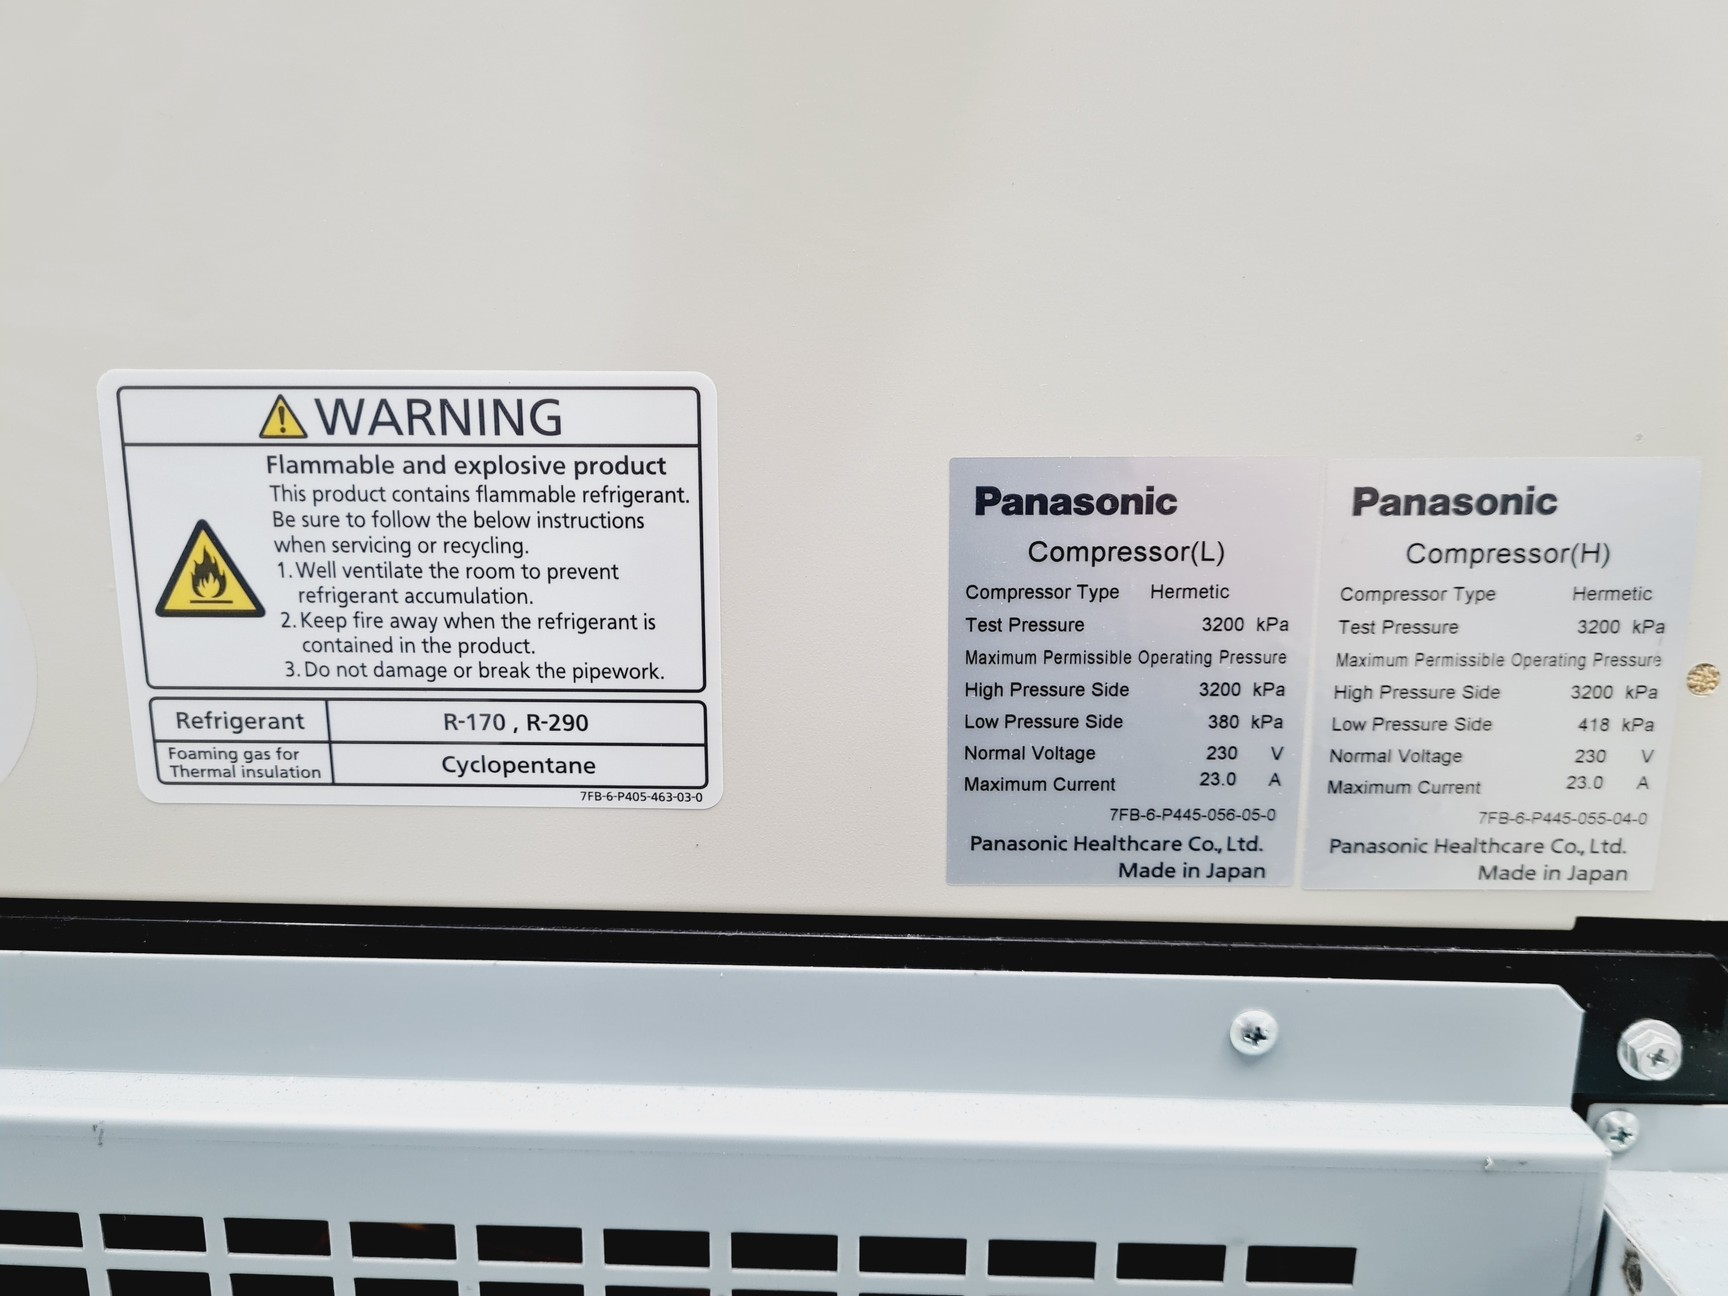 WARNING
Flammable and explosive product
This product contains flammable refrigerant.
Be sure to follow the below instructions
when servicing or recycling.
1.Well ventilate the room to prevent
refrigerant accumulation.
2.Keep fire away when the refrigerant is
contained in the product.
3.Do not damage or break the pipework.
Refrigerant R-170 , R-290
Foaming gas for
Thermal insulation
Cyclopentane
7FB-6-P405-463-03-0
Panasonic
Compressor(L)
Compressor Type Hermetic
Test Pressure 3200 kPa
Maximum Permissible Operating Pressure
High Pressure Side 3200 kPa
Low Pressure Side 380 kPa
Normal Voltage 230 V
Maximum Current 23.0 A
7FB-6-P445-056-05-0
Panasonic Healthcare Co., Ltd.
Made in Japan
Panasonic
Compressor(H)
Compressor Type Hermetic
Test Pressure 3200 kPa
Maximum Permissible Operating Pressure
High Pressure Side 3200 kPa
Low Pressure Side 418 kPa
Normal Voltage 230 V
Maximum Current 23.0 A
7FB-6-P445-055-04-0
Panasonic Healthcare Co., Ltd.
Made in Japan